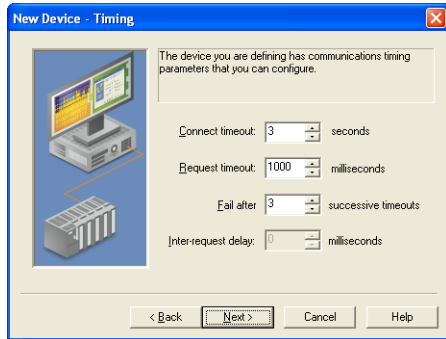 New Device - Timing
The device you are defining has communications timing
parameters that you can configure.
Connect timeout: 3 seconds
Request timeout: 1000 milliseconds
Fail after 3 successive timeouts
Inter-request delay: 0 milliseconds
< Back Next > Cancel Help